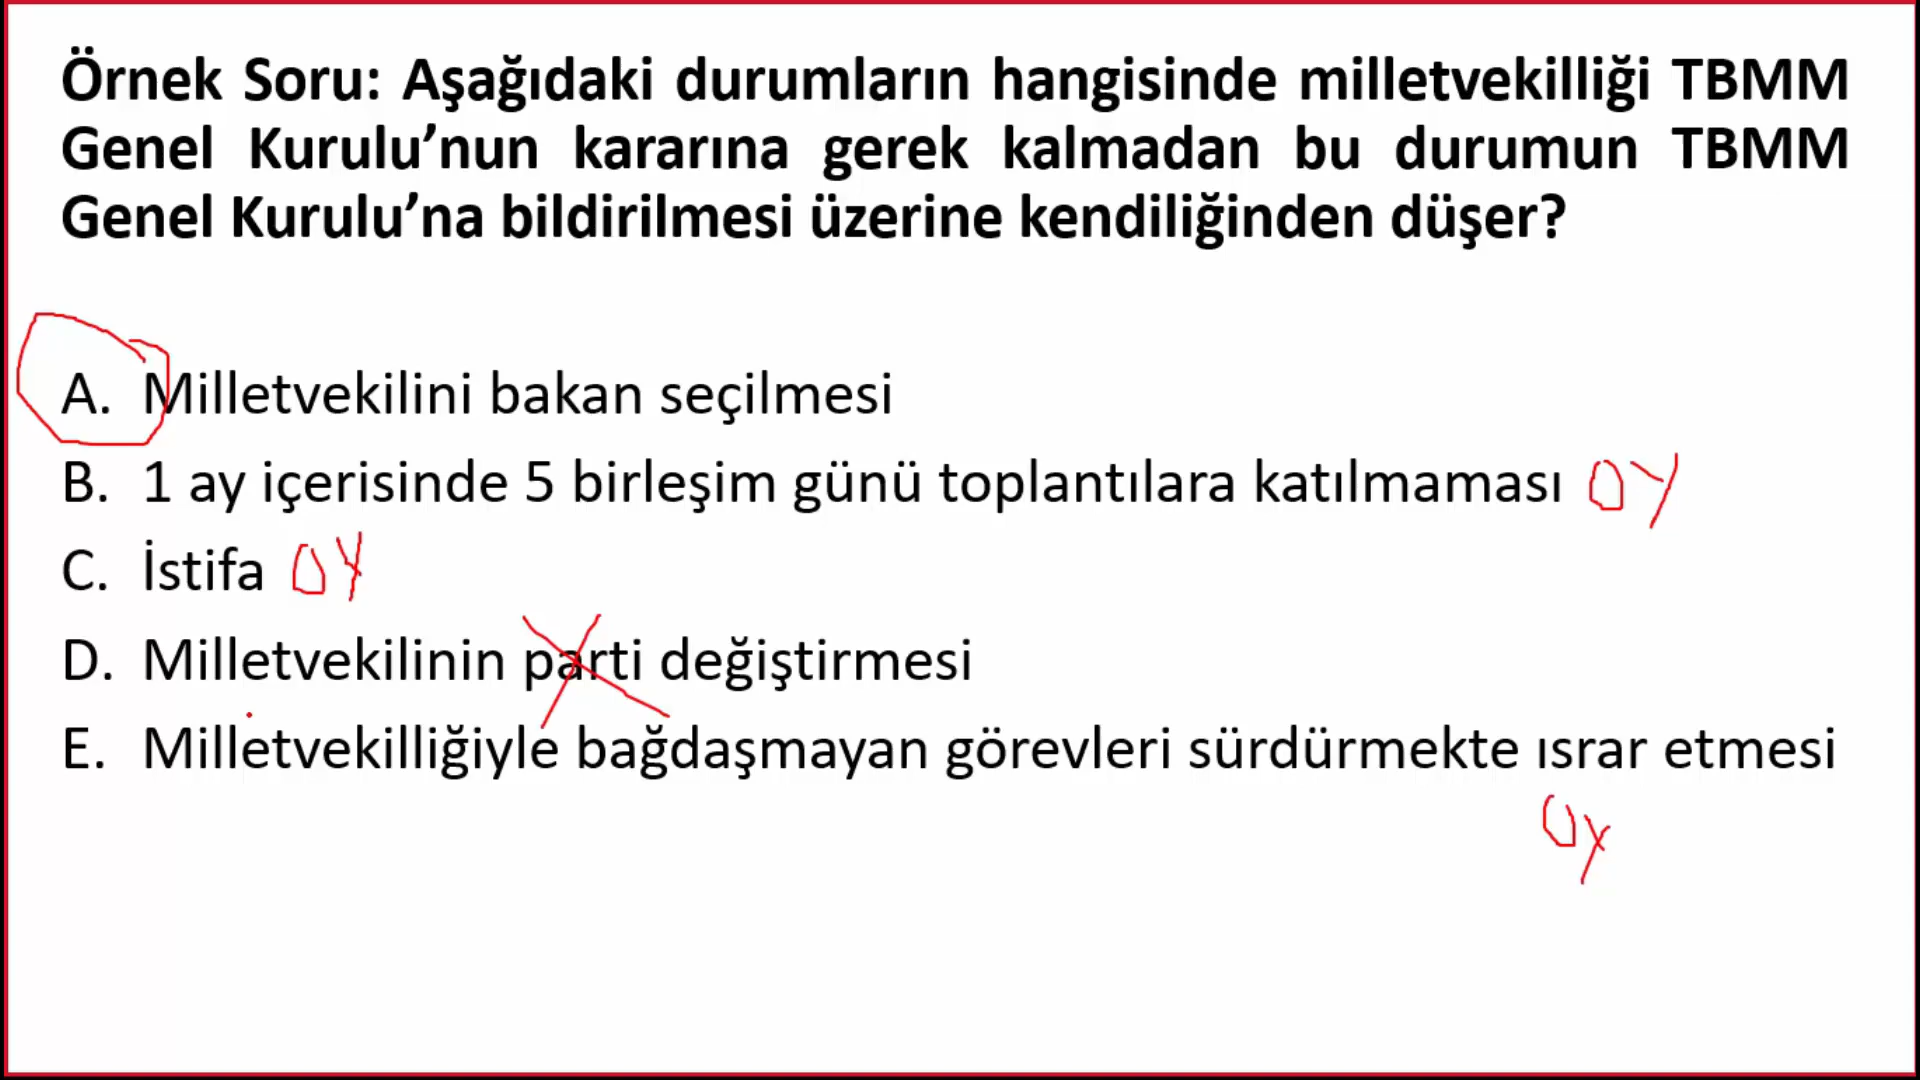 Örnek Soru: Aşağıdaki durumların hangisinde milletvekilliği TBMM
Genel Kurulu’nun kararına gerek kalmadan bu durumun TBMM
Genel Kurulu’na bildirilmesi üzerine kendiliğinden düşer?
A. Milletvekilini bakan seçilmesi
B. 1 ay içerisinde 5 birleşim günü toplantılara katılmaması OY
C. İstifa OY
D. Milletvekilinin parti değiştirmesi
E. Milletvekilliğiyle bağdaşmayan görevleri sürdürmekte ısrar etmesi
Oy